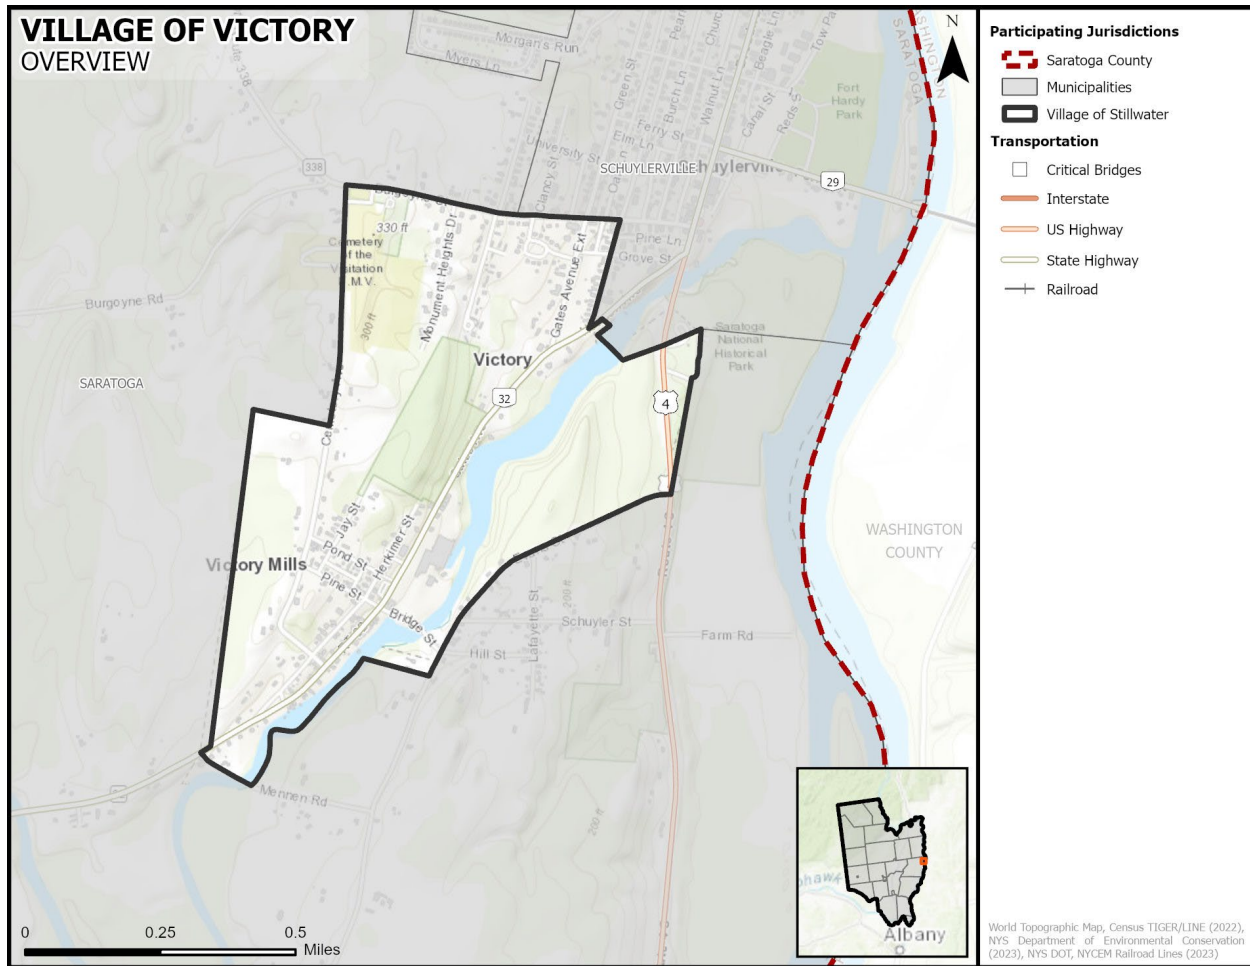 VILLAGE OF VICTORY
OVERVIEW
N
Morgan's Run
Myers Ln
Green St
Burch Ln
Walnut Ln
Beagle Ln
Canal St
Reds
Ferry St
Elm Ln
University St
Clancy St
Fort
Hardy
Park
SARATOGA
338
SCHUYLERVILLE
29
330 ft
Cemetery
of the
Visitation
Monument Heights Dr
Gates Avenue Ext
Pine Ln
Grove St
Burgoyne Rd
300 ft
Saratoga
National
Historical
Park
Victory
SARATOGA
32
4
WASHINGTON
COUNTY
Jay St
Herkimer St
Victory Mills
Pond St
Pine St
Bridge St
Lafayette St
200 ft
Schuyler St
Farm Rd
Hill St
Mennen Rd
200 ft
0 0.25 0.5
Miles
Albany
Participating Jurisdictions
Saratoga County
Municipalities
Village of Stillwater
Transportation
Critical Bridges
Interstate
US Highway
State Highway
Railroad
World Topographic Map, Census TIGER/LINE (2022),
NYS Department of Environmental Conservation
(2023), NYS DOT, NYCEM Railroad Lines (2023)